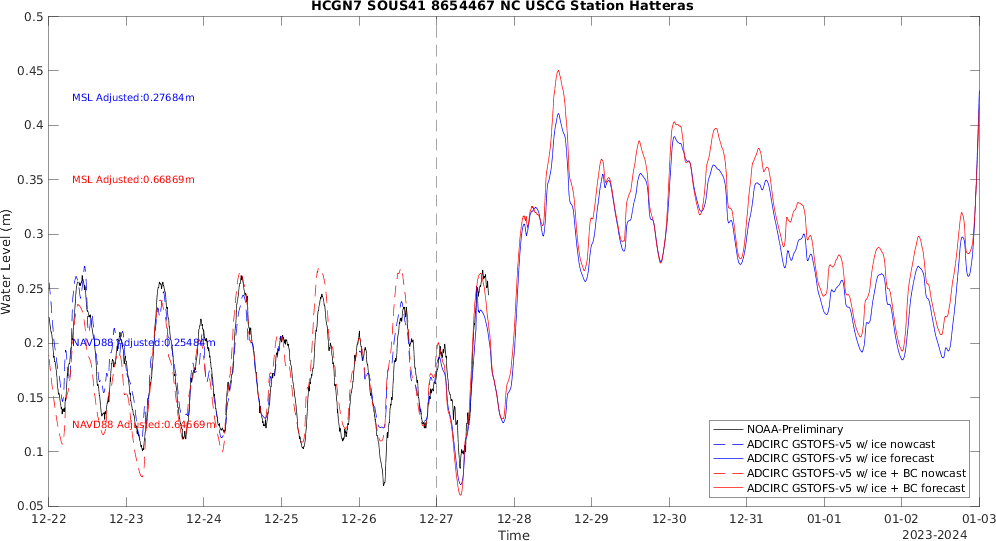 HCGN7 SOUS41 8654467 NC USCG Station Hatteras
0.5
0.45
0.4
0.35
0.3
0.25
0.2
0.15
0.1
0.05
Water Level (m)
MSL Adjusted:0.27684m
MSL Adjusted:0.66869m
NAVD88 Adjusted:0.25484m
NAVD88 Adjusted:0.64669m
NOAA-Preliminary
ADCIRC GSTOFS-v5 w/ ice nowcast
ADCIRC GSTOFS-v5 w/ ice forecast
ADCIRC GSTOFS-v5 w/ ice + BC nowcast
ADCIRC GSTOFS-v5 w/ ice + BC forecast
12-22 12-23 12-24 12-25 12-26 12-27 12-28 12-29 12-30 12-31 01-01 01-02 01-03
Time
2023-2024